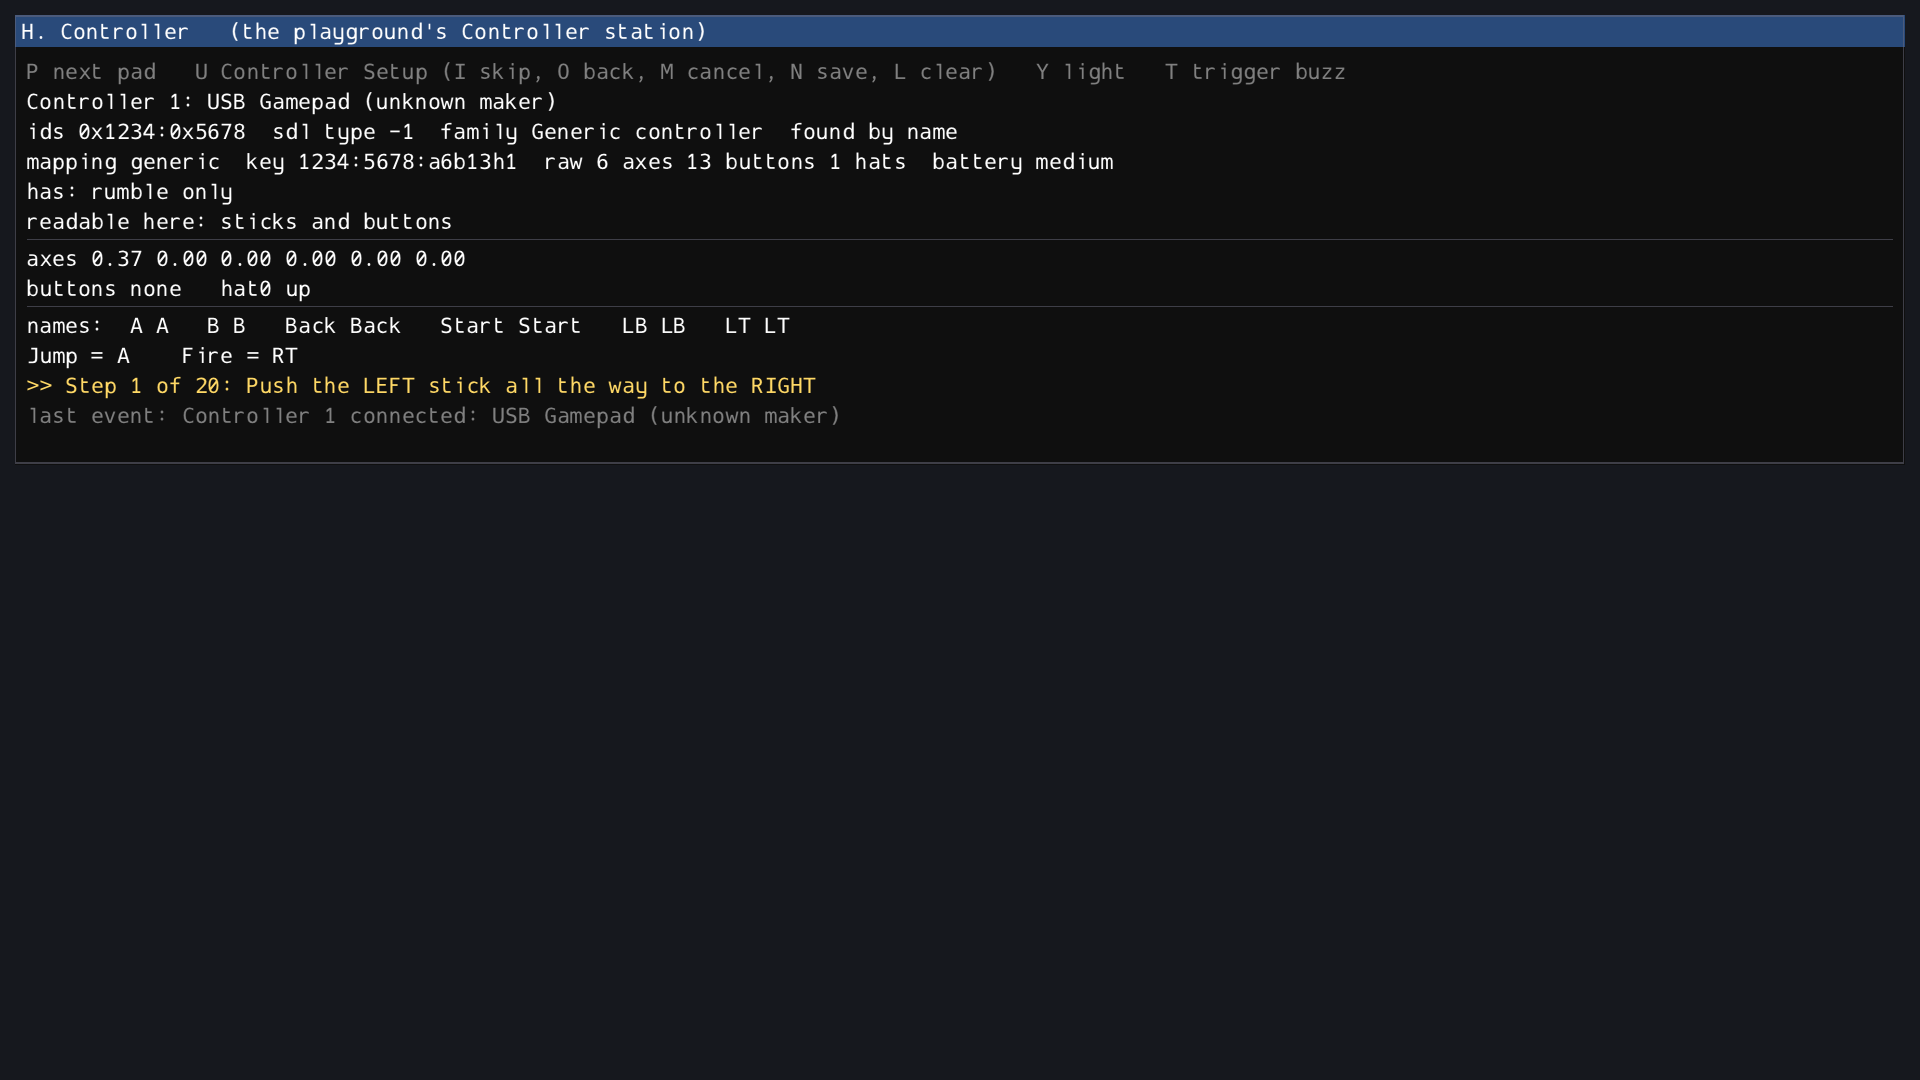 H. Controller   (the playground's Controller station)
P next pad   U Controller Setup (I skip, O back, M cancel, N save, L clear)   Y light   T trigger buzz
Controller 1: USB Gamepad (unknown maker)
ids 0x1234:0x5678  sdl type -1  family Generic controller  found by name
mapping generic  key 1234:5678:a6b13h1  raw 6 axes 13 buttons 1 hats  battery medium
has: rumble only
readable here: sticks and buttons
axes 0.37 0.00 0.00 0.00 0.00 0.00
buttons none   hat0 up
names:  A A   B B   Back Back   Start Start   LB LB   LT LT
Jump = A    Fire = RT
>> Step 1 of 20: Push the LEFT stick all the way to the RIGHT
last event: Controller 1 connected: USB Gamepad (unknown maker)